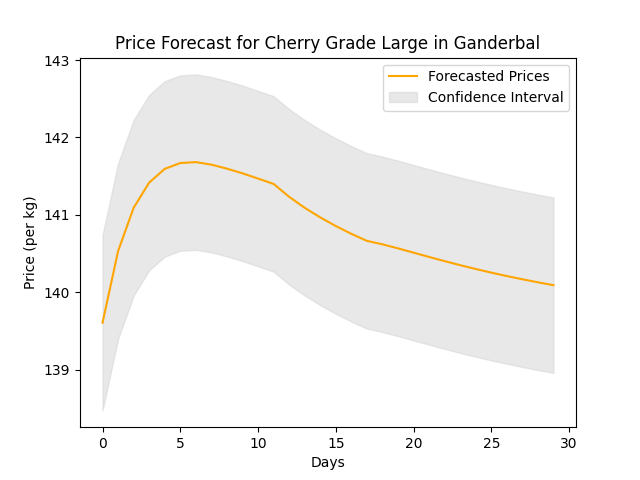 Price Forecast for Cherry Grade Large in Ganderbal
Forecasted Prices
Confidence Interval
143
142
141
140
139
Price (per kg)
0 5 10 15 20 25 30
Days